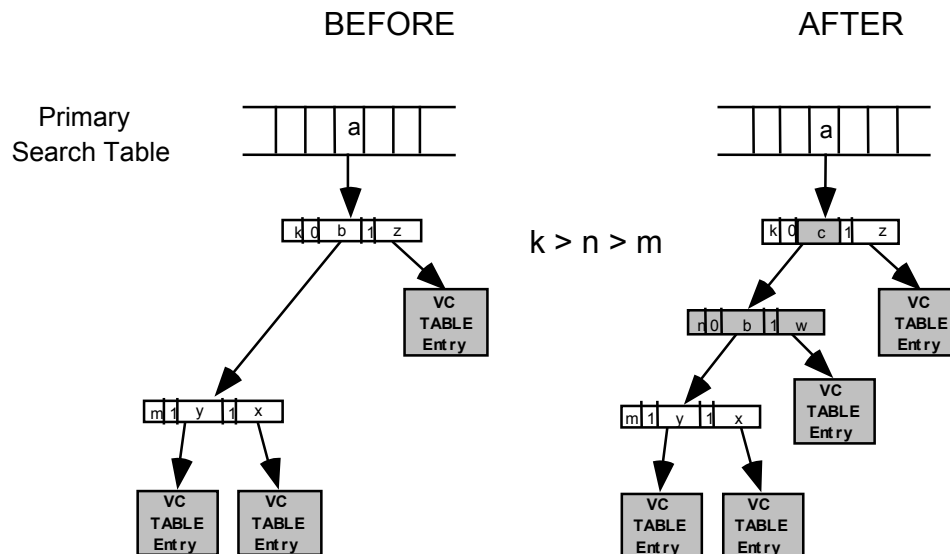 BEFORE
AFTER
Primary
Search Table
a
a
k 0 b 1 z
k > n > m
k 0 c 1 z
VC
TABLE
Entry
VC
TABLE
Entry
n 0 b 1 w
VC
TABLE
Entry
m 1 y 1 x
m 1 y 1 x
VC
TABLE
Entry
VC
TABLE
Entry
VC
TABLE
Entry
VC
TABLE
Entry